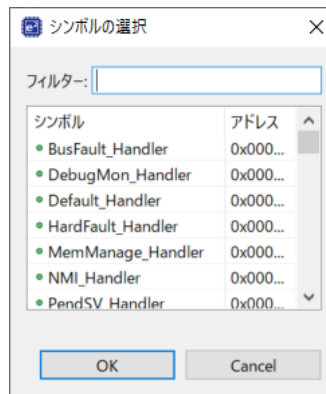 シンボルの選択
フィルター:
シンボル アドレス
BusFault_Handler 0x000...
DebugMon_Handler 0x000...
Default_Handler 0x000...
HardFault_Handler 0x000...
MemManage_Handler 0x000...
NMI_Handler 0x000...
PendSV_Handler 0x000...
OK Cancel